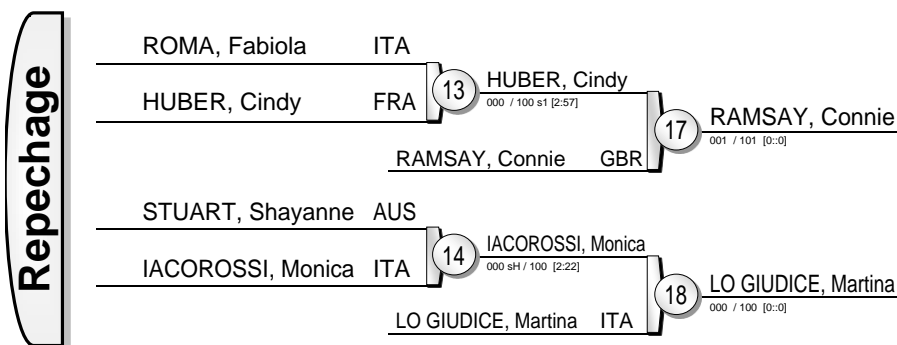 Repechage
ROMA, Fabiola ITA
HUBER, Cindy FRA
13
HUBER, Cindy
000 / 100 s1 [2:57]
RAMSAY, Connie GBR
17
RAMSAY, Connie
001 / 101 [0::0]
STUART, Shayanne AUS
IACOROSSI, Monica ITA
14
IACOROSSI, Monica
000 sH / 100 [2:22]
LO GIUDICE, Martina ITA
18
LO GIUDICE, Martina
000 / 100 [0::0]